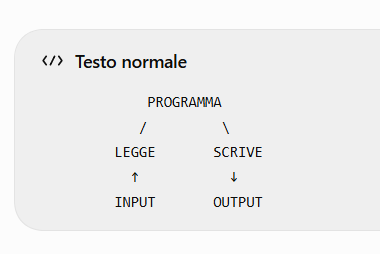 Testo normale
PROGRAMMA
/ \
LEGGE SCRIVE
↑ ↓
INPUT OUTPUT